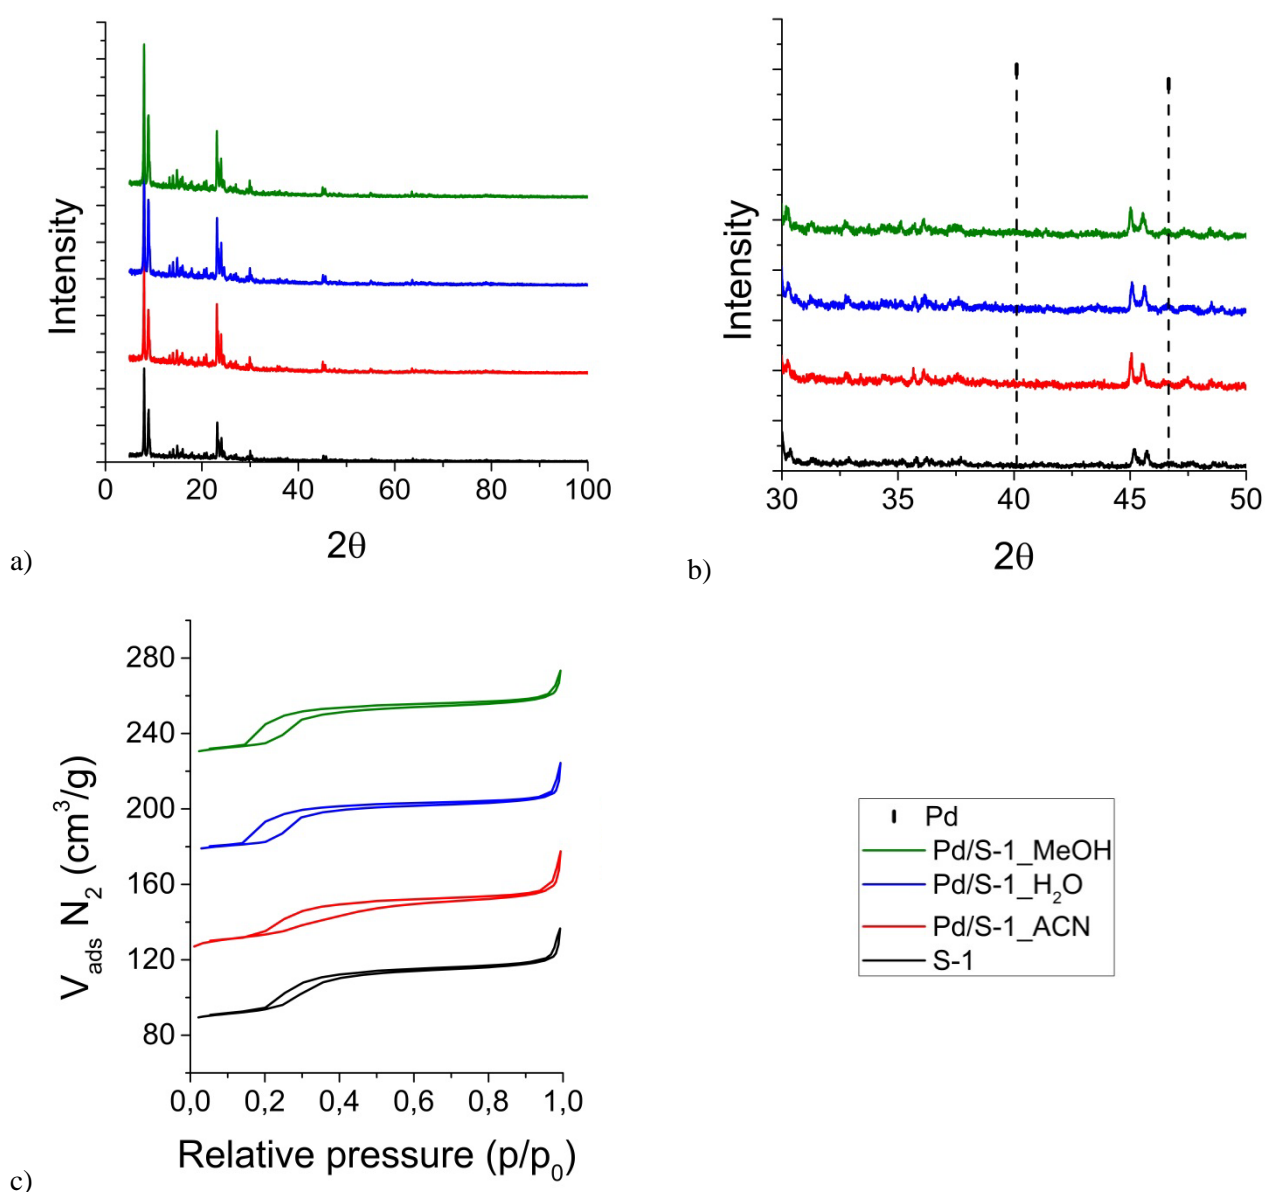 Intensity
0 20 40 60 80 100
2θ
a)
Intensity
30 35 40 45 50
2θ
b)
280
240
200
160
120
80
V_ads N_2 (cm^3/g)
0,0 0,2 0,4 0,6 0,8 1,0
Relative pressure (p/p_0)
c)
Pd
Pd/S-1_MeOH
Pd/S-1_H_2O
Pd/S-1_ACN
S-1